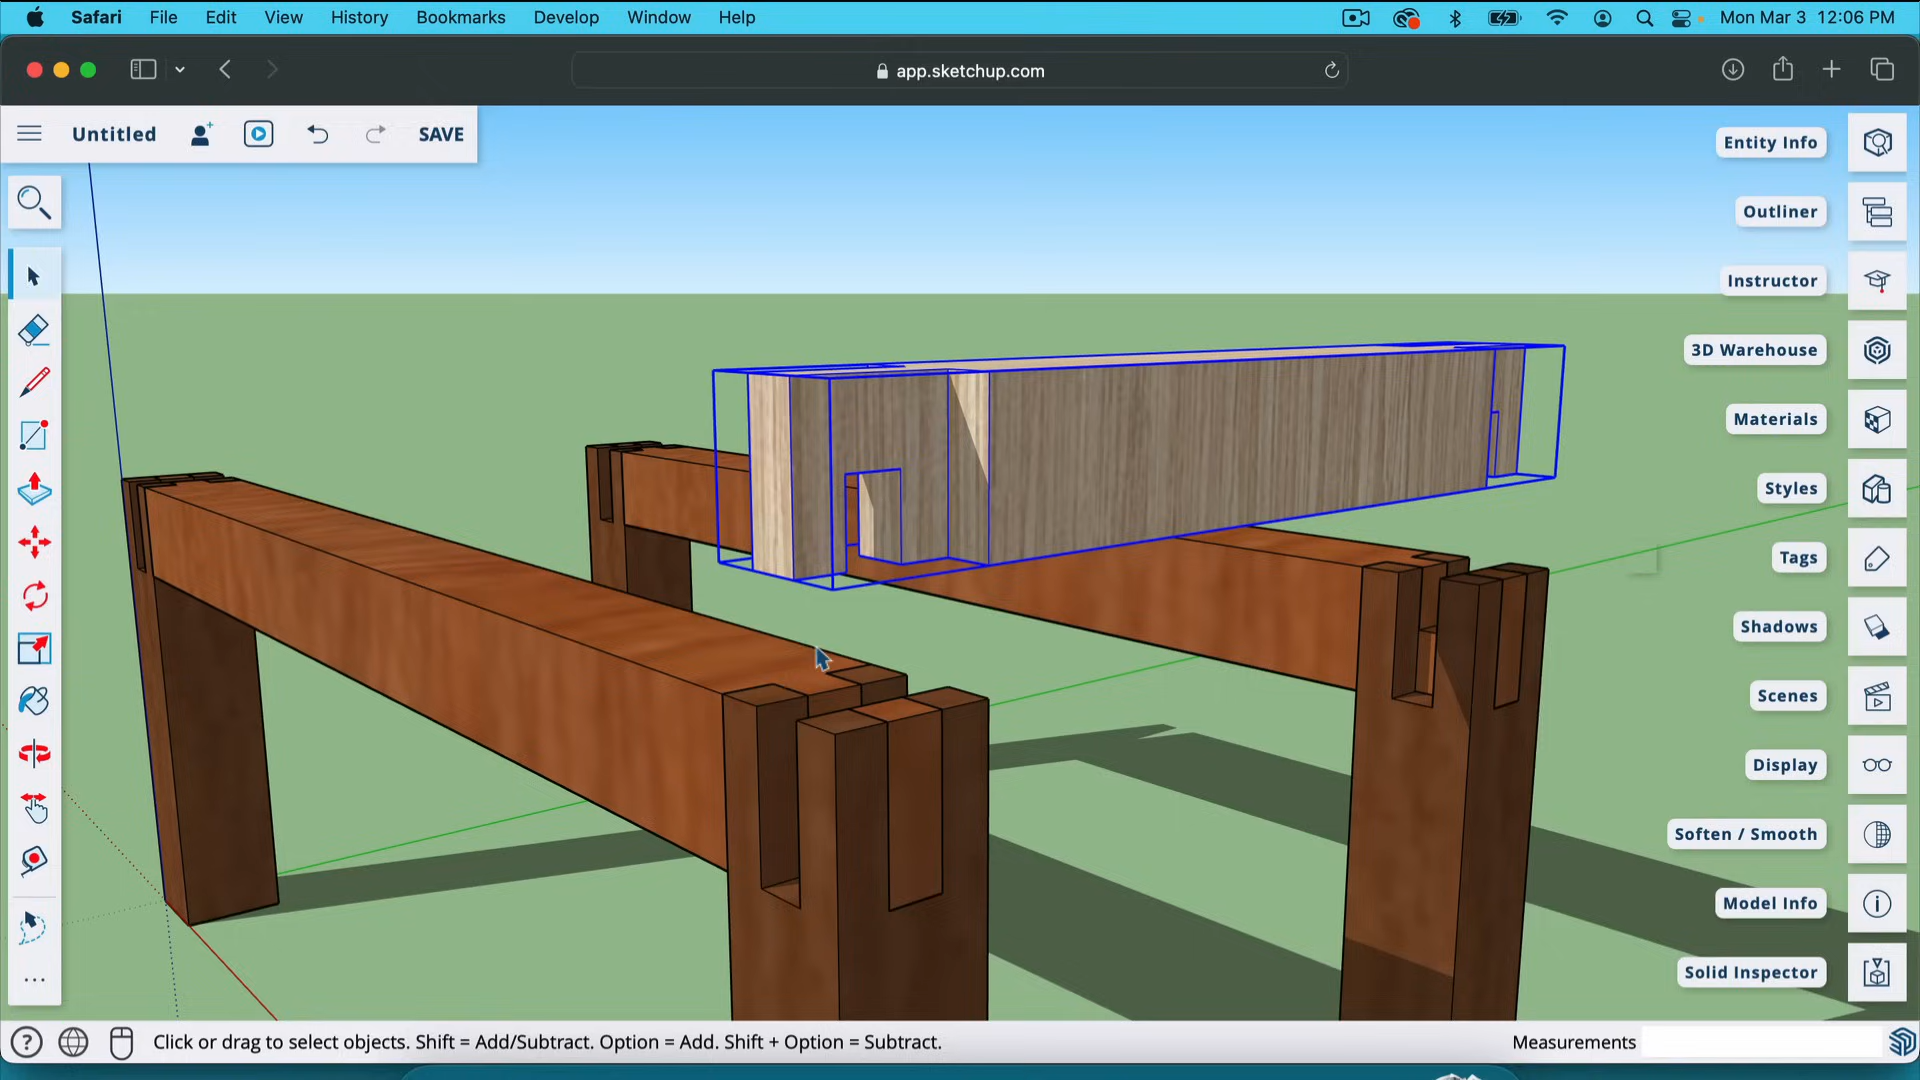 Safari File Edit View History Bookmarks Develop Window Help Mon Mar 3 12:06 PM
app.sketchup.com
Untitled SAVE
Entity Info
Outliner
Instructor
3D Warehouse
Materials
Styles
Tags
Shadows
Scenes
Display
Soften / Smooth
Model Info
Solid Inspector
Click or drag to select objects. Shift = Add/Subtract. Option = Add. Shift + Option = Subtract. Measurements